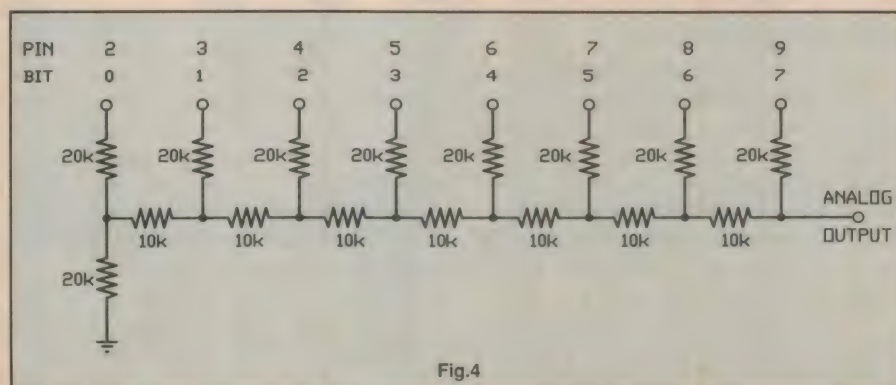 PIN 2 3 4 5 6 7 8 9
BIT 0 1 2 3 4 5 6 7
20k 20k 20k 20k 20k 20k 20k 20k
ANALOG
10k 10k 10k 10k 10k 10k 10k
OUTPUT
20k
Fig.4